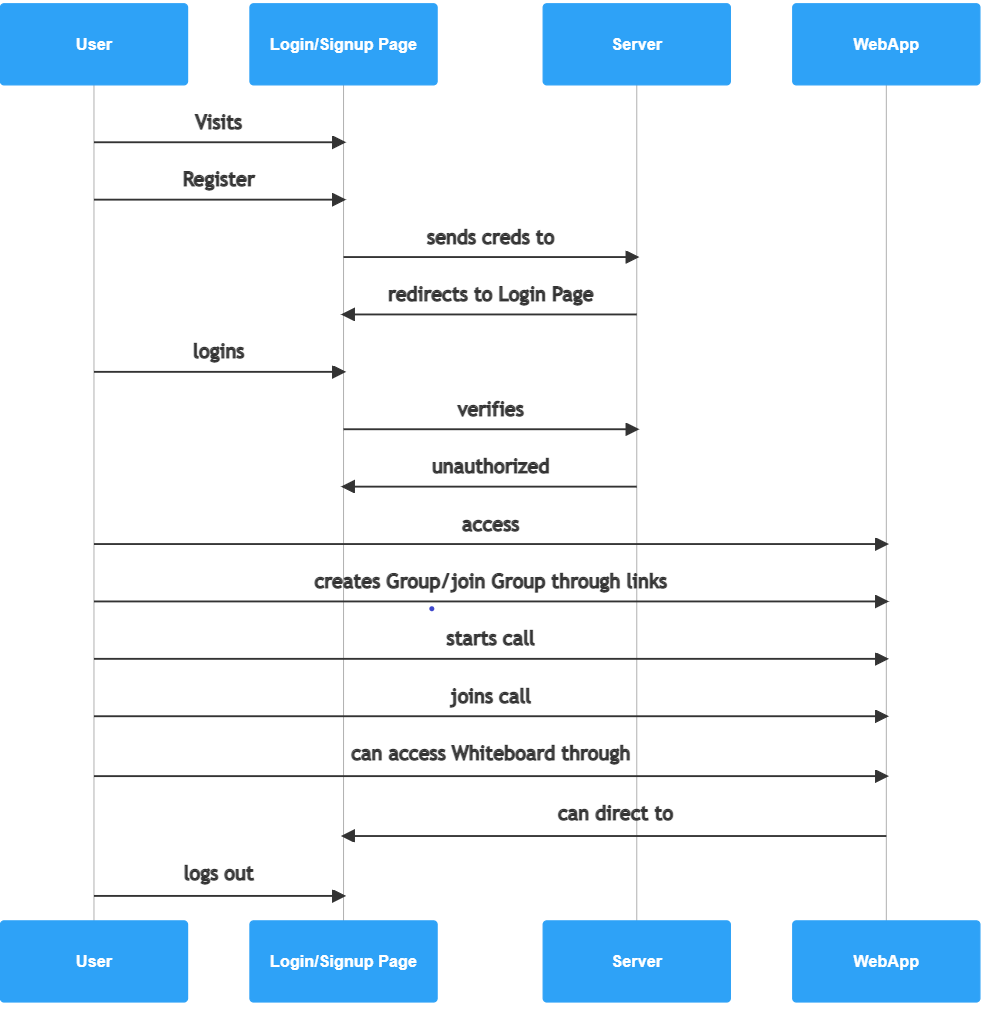 User
Login/Signup Page
Server
WebApp
Visits
Register
sends creds to
redirects to Login Page
logins
verifies
unauthorized
access
creates Group/join Group through links
starts call
joins call
can access Whiteboard through
can direct to
logs out
User
Login/Signup Page
Server
WebApp